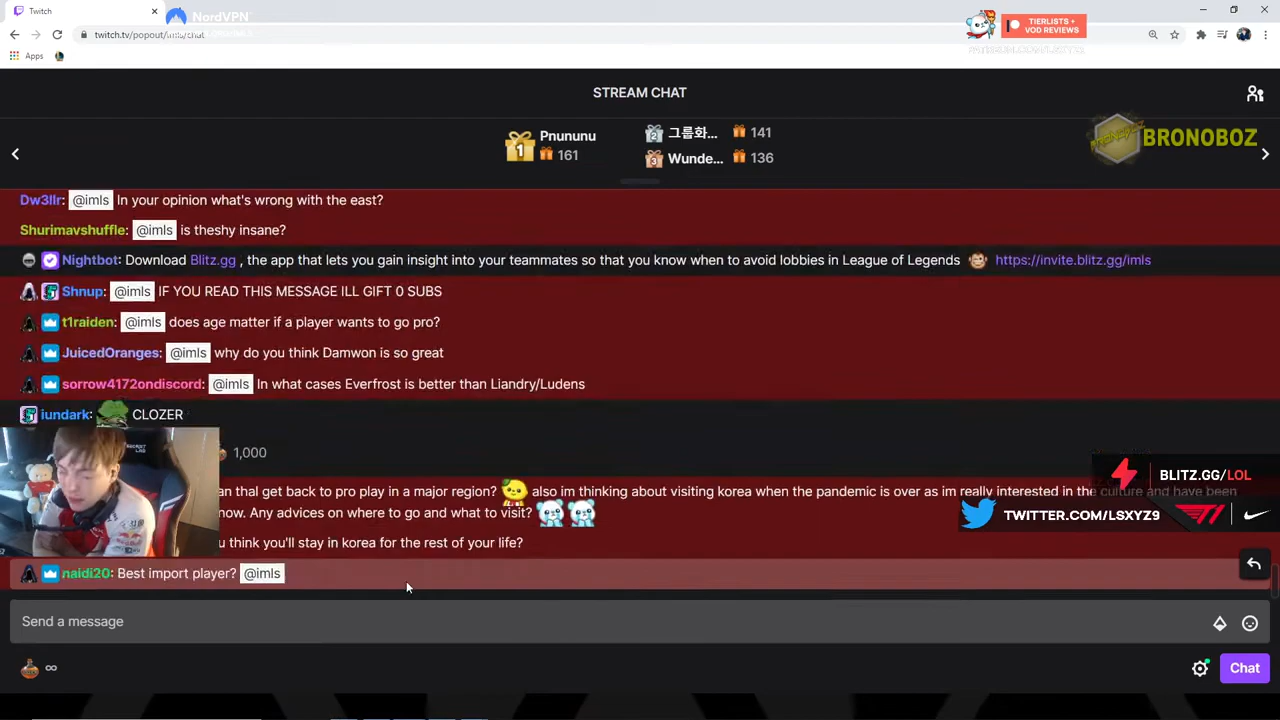 Twitch
NordVPN
TIERLISTS +
VOD REVIEWS
Apps
STREAM CHAT
Pnununu
161
그룹화...
141
Wunde...
136
BRONOBOZ
Dw3llr: @imls In your opinion what's wrong with the east?
Shurimavshuffle: @imls is theshy insane?
Nightbot: Download Blitz.gg , the app that lets you gain insight into your teammates so that you know when to avoid lobbies in League of Legends https://invite.blitz.gg/imls
Shnup: @imls IF YOU READ THIS MESSAGE ILL GIFT 0 SUBS
t1raiden: @imls does age matter if a player wants to go pro?
JuicedOranges: @imls why do you think Damwon is so great
sorrow4172ondiscord: @imls In what cases Everfrost is better than Liandry/Ludens
iundark: CLOZER
1,000
BLITZ.GG/LOL
an thal get back to pro play in a major region? also im thinking about visiting korea when the pandemic is over as im really interested in the culture and have been
now. Any advices on where to go and what to visit?
TWITTER.COM/LSXYZ9
think you'll stay in korea for the rest of your life?
naidi20: Best import player? @imls
Send a message
Chat